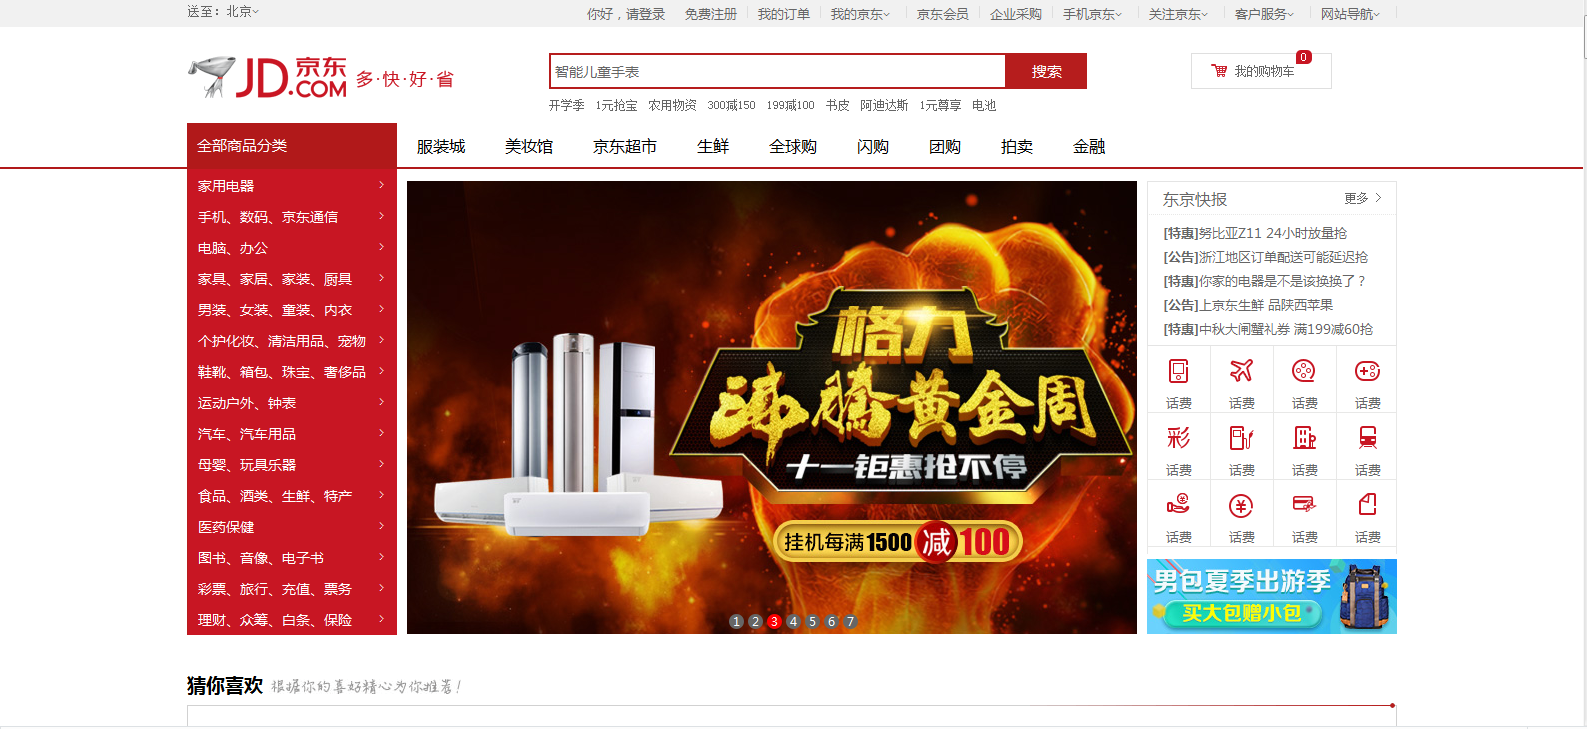 送至：北京
你好，请登录 免费注册 我的订单 我的京东 京东会员 企业采购 手机京东 关注京东 客户服务 网站导航
JD.COM 京东 多·快·好·省
智能儿童手表 搜索
我的购物车 0
开学季 1元抢宝 农用物资 300减150 199减100 书皮 阿迪达斯 1元尊享 电池
全部商品分类 服装城 美妆馆 京东超市 生鲜 全球购 闪购 团购 拍卖 金融
家用电器
手机、数码、京东通信
电脑、办公
家具、家居、家装、厨具
男装、女装、童装、内衣
个护化妆、清洁用品、宠物
鞋靴、箱包、珠宝、奢侈品
运动户外、钟表
汽车、汽车用品
母婴、玩具乐器
食品、酒类、生鲜、特产
医药保健
图书、音像、电子书
彩票、旅行、充值、票务
理财、众筹、白条、保险
格力
沸腾黄金周
十一钜惠抢不停
挂机每满1500减100
1 2 3 4 5 6 7
东京快报 更多
[特惠]努比亚Z11 24小时放量抢
[公告]浙江地区订单配送可能延迟抢
[特惠]你家的电器是不是该换换了？
[公告]上京东生鲜 品陕西苹果
[特惠]中秋大闸蟹礼券 满199减60抢
话费 话费 话费 话费
彩
话费 话费 话费 话费
话费 话费 话费 话费
男包夏季出游季
买大包赠小包
猜你喜欢 根据你的喜好精心为你推荐！